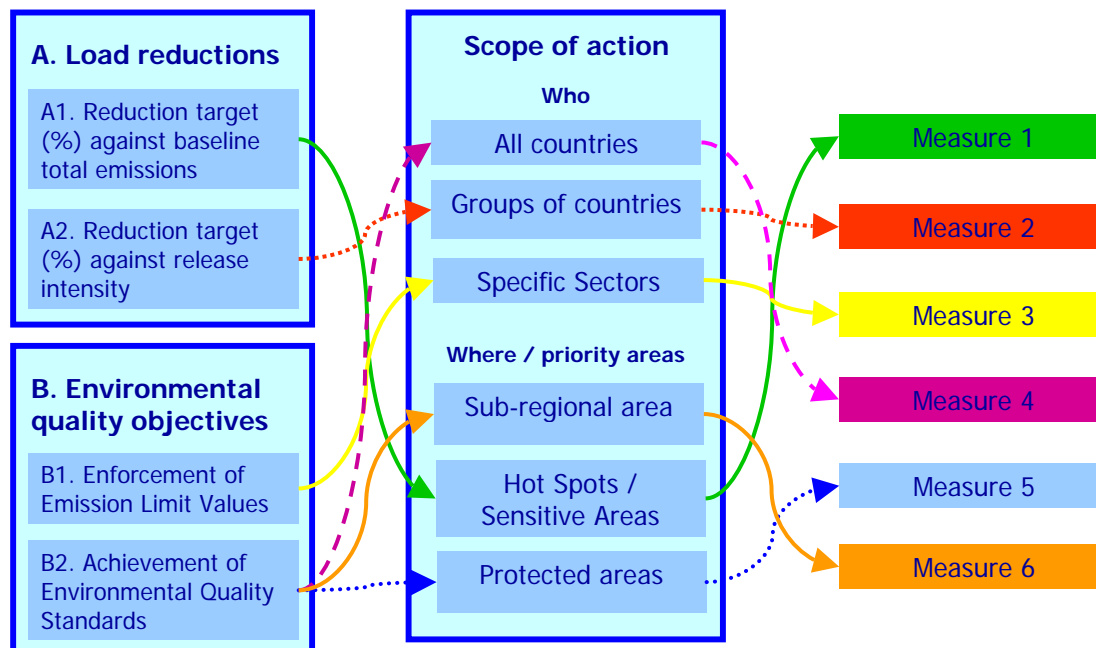 A. Load reductions
A1. Reduction target
(%) against baseline
total emissions
A2. Reduction target
(%) against release
intensity
B. Environmental
quality objectives
B1. Enforcement of
Emission Limit Values
B2. Achievement of
Environmental Quality
Standards
Scope of action
Who
All countries
Groups of countries
Specific Sectors
Where / priority areas
Sub-regional area
Hot Spots /
Sensitive Areas
Protected areas
Measure 1
Measure 2
Measure 3
Measure 4
Measure 5
Measure 6